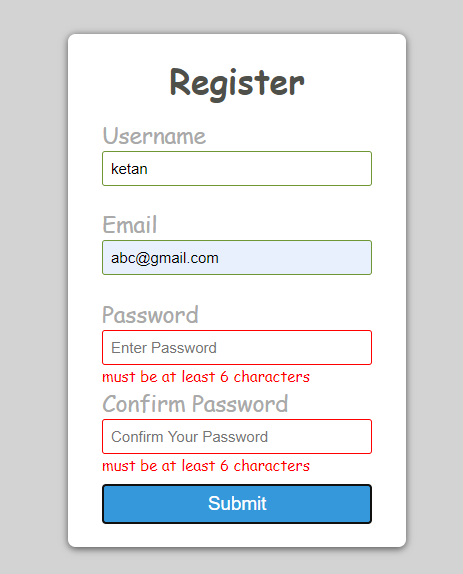 Register
Username
ketan
Email
abc@gmail.com
Password
Enter Password
must be at least 6 characters
Confirm Password
Confirm Your Password
must be at least 6 characters
Submit